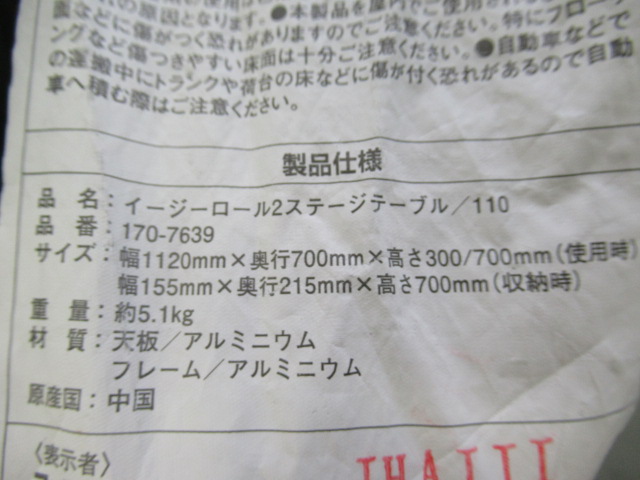 の原因となります。●本製品を屋内でご使用され
面などに傷がつく恐れがありますのでご注意ください。特にフロー
ングなど傷つきやすい床面は十分ご注意ください。●自動車などで
の運搬中にトランクや荷台の床などに傷が付く恐れがあるので自動
車へ積む際はご注意ください。
製品仕様
品 名：イージーロール2ステージテーブル／110
品 番：170-7639
サイズ：幅1120mm×奥行700mm×高さ300/700mm(使用時)
幅155mm×奥行215mm×高さ700mm(収納時)
重 量：約5.1kg
材 質：天板／アルミニウム
フレーム／アルミニウム
原産国：中国
〈表示者〉